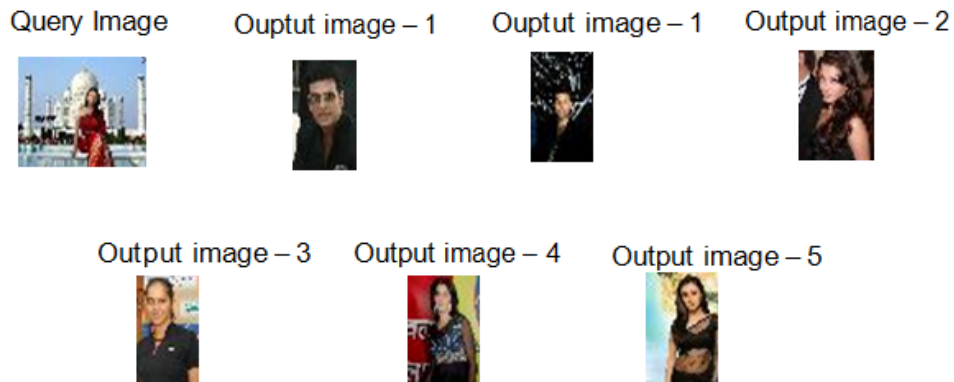 Query Image
Ouptut image – 1
Ouptut image – 1
Output image – 2
Output image – 3
Output image – 4
Output image – 5